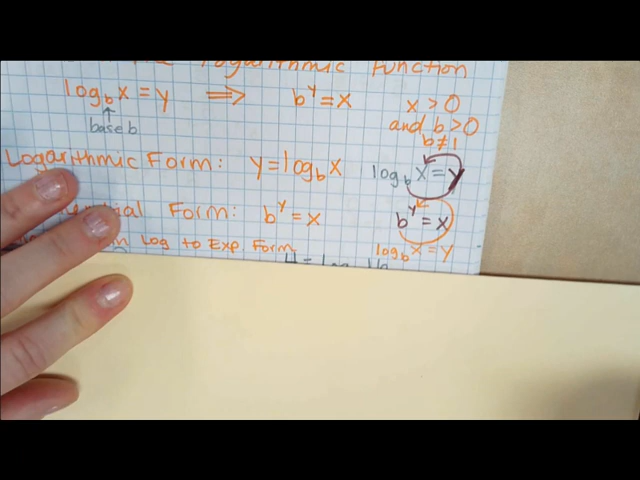 logarithmic Function
log_b x = y ⇒ b^y = x x > 0
base b and b > 0
b ≠ 1
Logarithmic Form: y = log_b x log_b x = y
Form: b^y = x b^y = x
Log to Exp Form log_b x = y